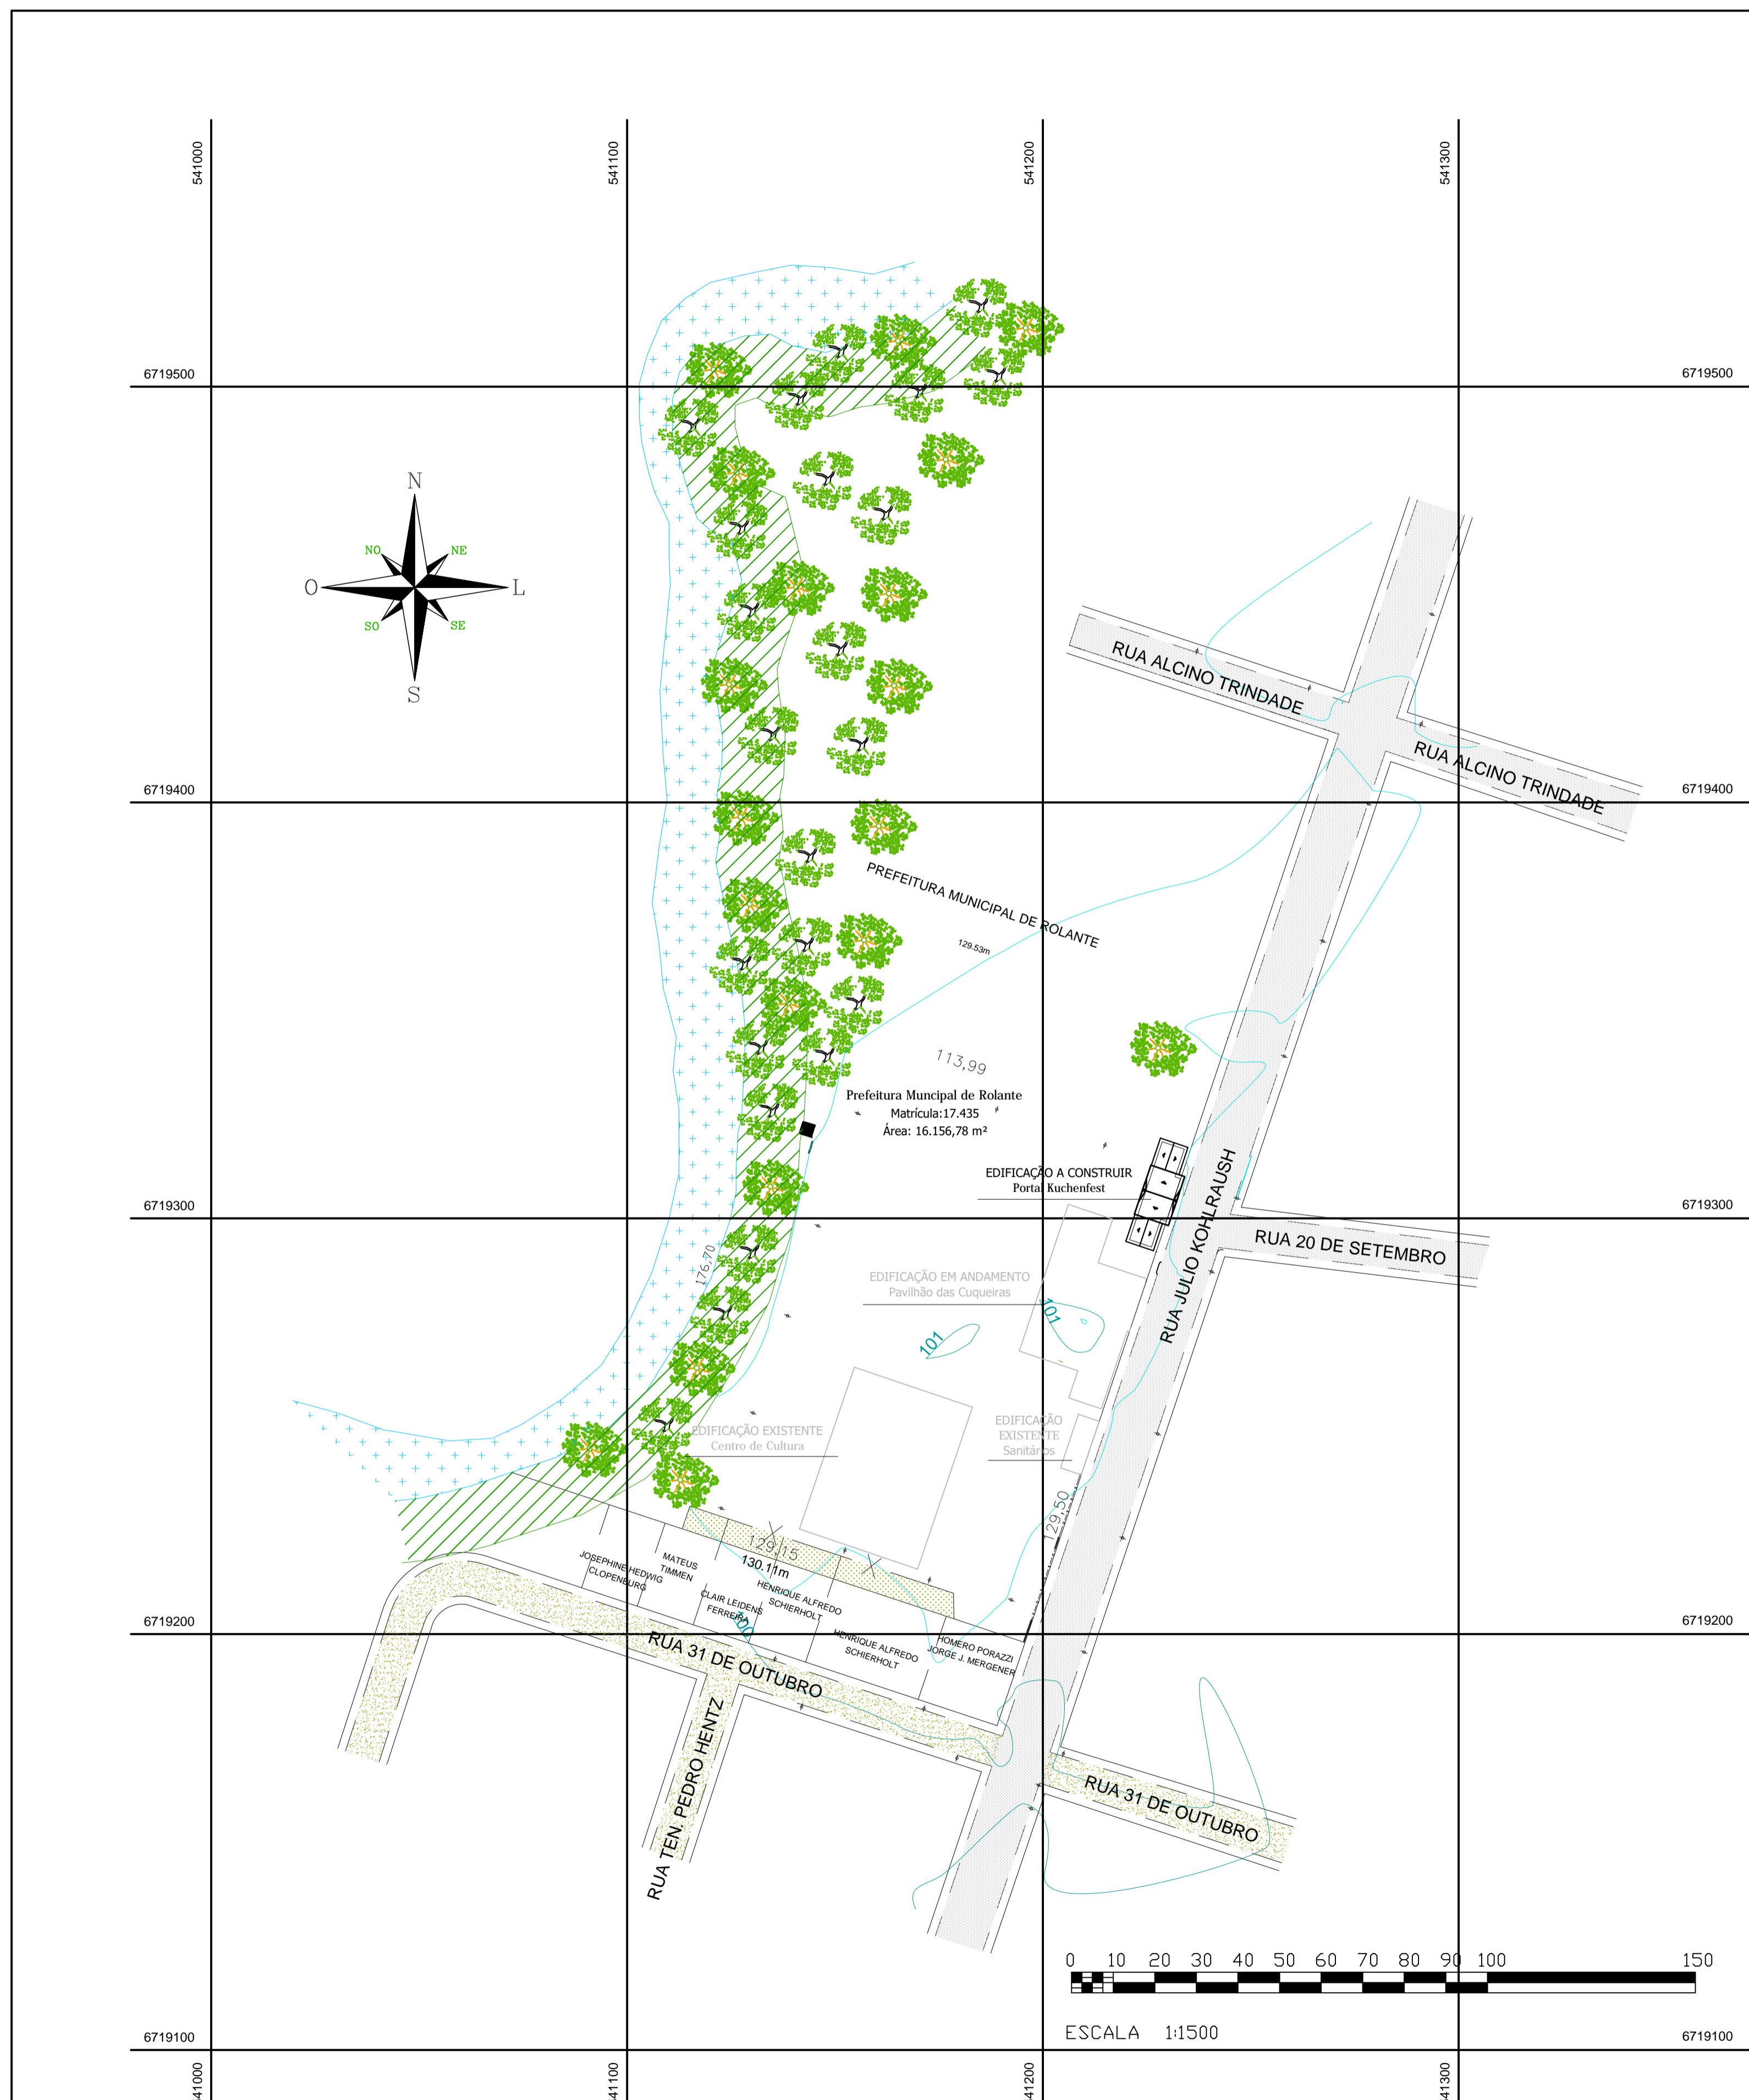 541000
541100
541200
541300
6719500
6719500
N
NO
NE
O
L
SO
SE
S
RUA ALCINO TRINDADE
RUA ALCINO TRINDADE
6719400
6719400
PREFEITURA MUNICIPAL DE ROLANTE
129.53m
113,99
Prefeitura Muncipal de Rolante
Matrícula:17.435
Área: 16.156,78 m²
EDIFICAÇÃO A CONSTRUIR
Portal Kuchenfest
RUA JULIO KOHLRAUSH
6719300
6719300
RUA 20 DE SETEMBRO
176,70
EDIFICAÇÃO EM ANDAMENTO
Pavilhão das Cuqueiras
101
101
EDIFICAÇÃO EXISTENTE
Centro de Cultura
EDIFICAÇÃO
EXISTENTE
Sanitários
129,50
129,15
130.11m
JOSEPHINE HEDWIG
CLOPENBURG
MATEUS
TIMMEN
CLAIR LEIDENS
FERREIRA
HENRIQUE ALFREDO
SCHIERHOLT
HENRIQUE ALFREDO
SCHIERHOLT
HOMERO PORAZZI
JORGE J. MERGENER
100
6719200
6719200
RUA 31 DE OUTUBRO
RUA TEN. PEDRO HENTZ
RUA 31 DE OUTUBRO
0 10 20 30 40 50 60 70 80 90 100 150
ESCALA 1:1500
6719100
6719100
41000
41100
41200
41300